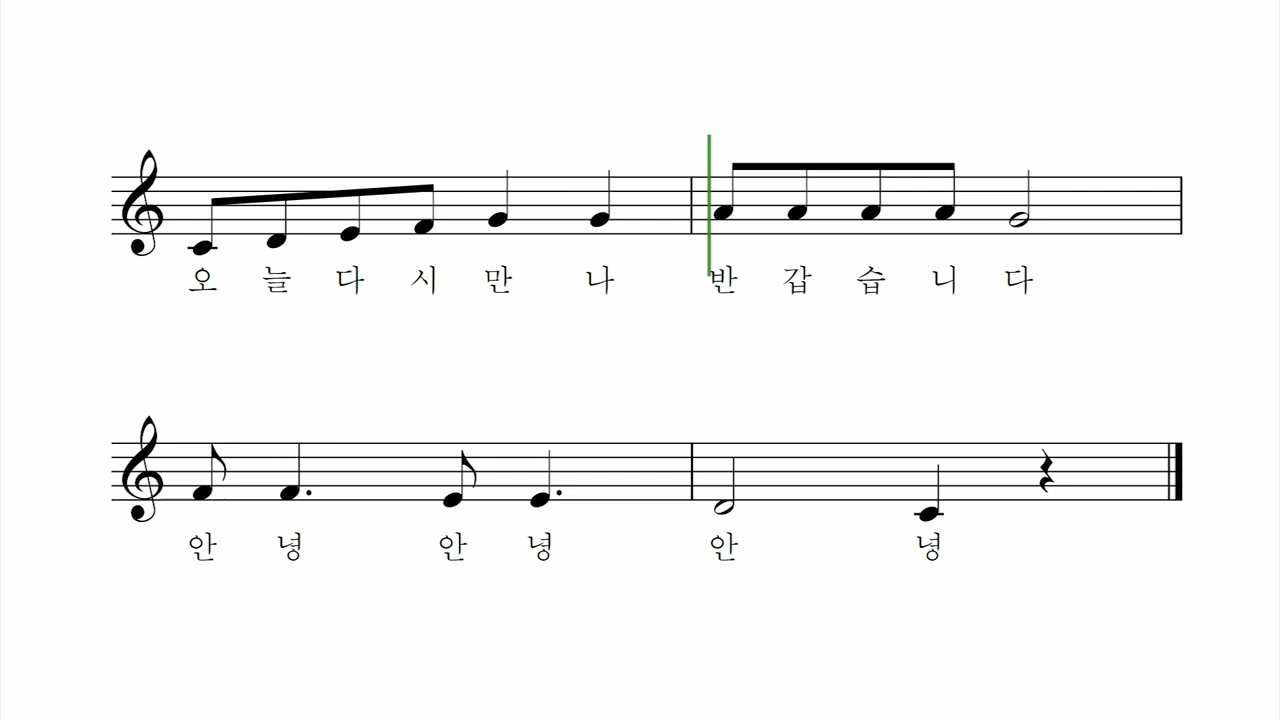 오 늘 다 시 만 나 반 갑 습 니 다
안 녕 안 녕 안 녕